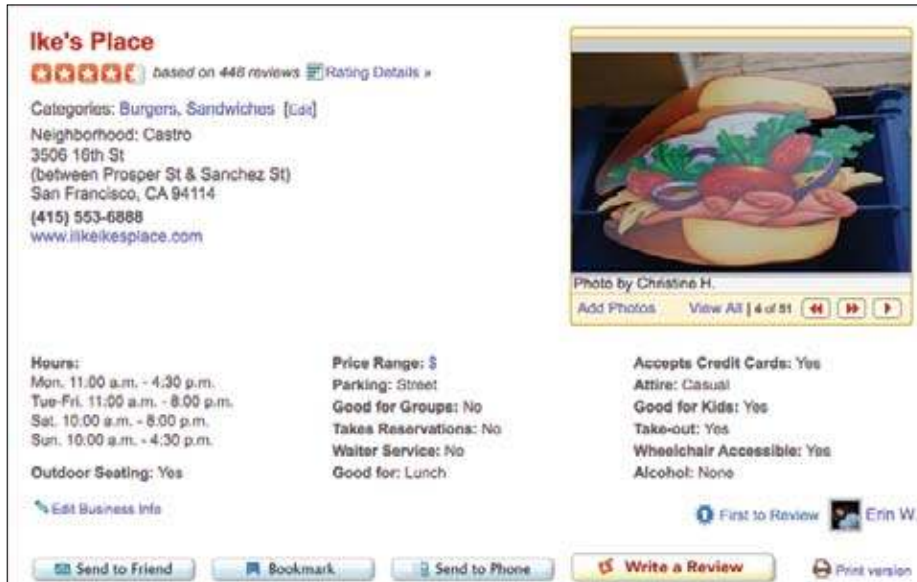 Ike's Place
based on 448 reviews Rating Details »
Categories: Burgers, Sandwiches [Edit]
Neighborhood: Castro
3506 16th St
(between Prosper St & Sanchez St)
San Francisco, CA 94114
(415) 553-6888
www.ilikeikesplace.com
Photo by Christine H.
Add Photos View All | 4 of 51
Hours:
Mon. 11:00 a.m. - 4:30 p.m.
Tue-Fri. 11:00 a.m. - 8:00 p.m.
Sat. 10:00 a.m. - 8:00 p.m.
Sun. 10:00 a.m. - 4:30 p.m.
Outdoor Seating: Yes
Price Range: $
Parking: Street
Good for Groups: No
Takes Reservations: No
Waiter Service: No
Good for: Lunch
Accepts Credit Cards: Yes
Attire: Casual
Good for Kids: Yes
Take-out: Yes
Wheelchair Accessible: Yes
Alcohol: None
Edit Business Info
First to Review Erin W.
Send to Friend
Bookmark
Send to Phone
Write a Review
Print version